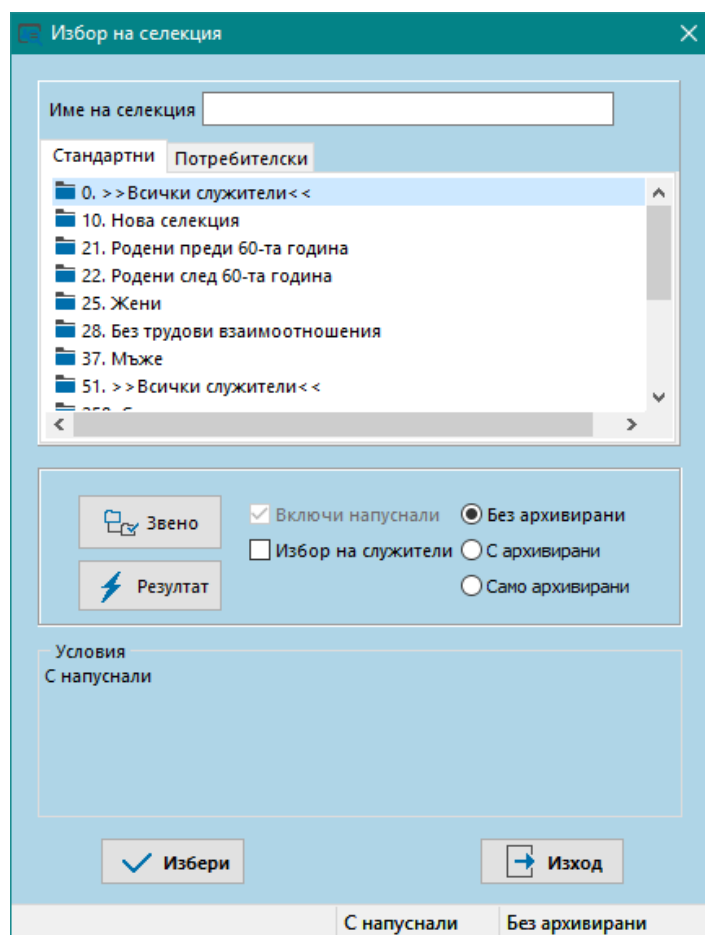 Избор на селекция
Име на селекция
Стандартни Потребителски
0. >>Всички служители<<
10. Нова селекция
21. Родени преди 60-та година
22. Родени след 60-та година
25. Жени
28. Без трудови взаимоотношения
37. Мъже
51. >>Всички служители<<
Звено
Включи напуснали
Без архивирани
Избор на служители
С архивирани
Резултат
Само архивирани
Условия
С напуснали
Избери
Изход
С напуснали Без архивирани